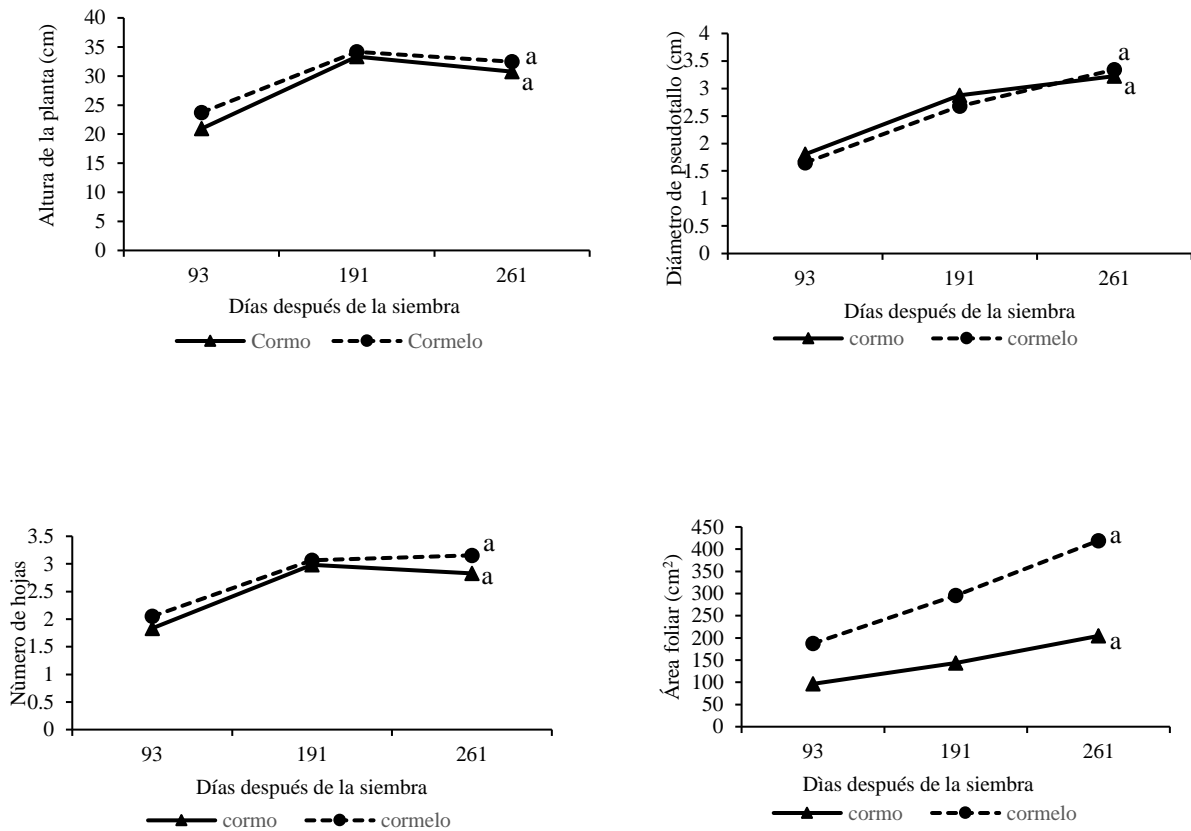 Altura de la planta (cm)
40
35
30
25
20
15
10
5
0
a
a
93 191 261
Días después de la siembra
Cormo Cormelo
Diámetro de pseudotallo (cm)
4
3.5
3
2.5
2
1.5
1
0.5
0
a
a
93 191 261
Días después de la siembra
cormo cormelo
Nùmero de hojas
3.5
3
2.5
2
1.5
1
0.5
0
a
a
93 191 261
Días después de la siembra
cormo cormelo
Área foliar (cm²)
450
400
350
300
250
200
150
100
50
0
a
a
93 191 261
Dìas después de la siembra
cormo cormelo